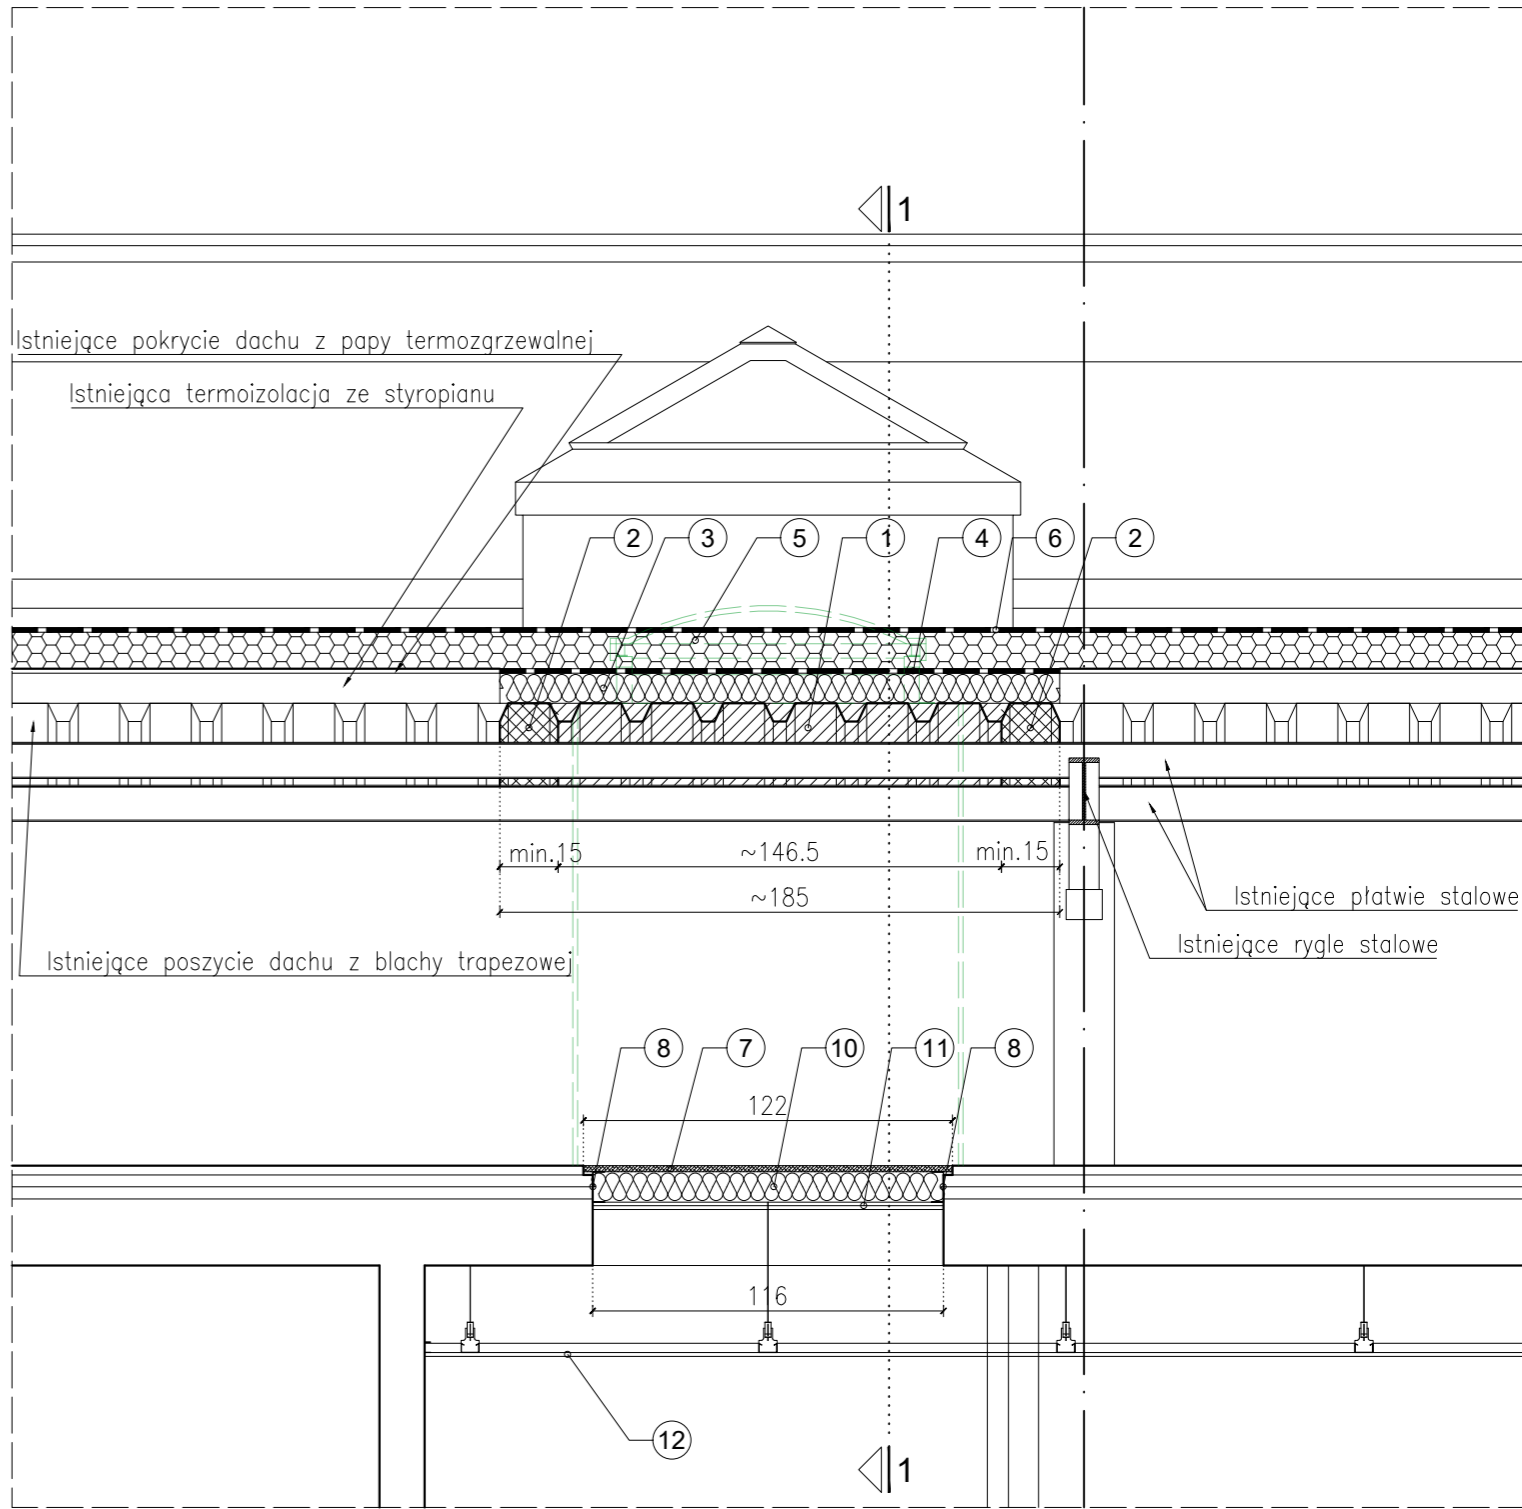 1
Istniejące pokrycie dachu z papy termozgrzewalnej
Istniejąca termoizolacja ze styropianu
2 3 5 1 4 6 2
min.15 ~146.5 min.15
~185
Istniejące płatwie stalowe
Istniejące rygle stalowe
Istniejące poszycie dachu z blachy trapezowej
8 7 10 11 8
122
116
12
1